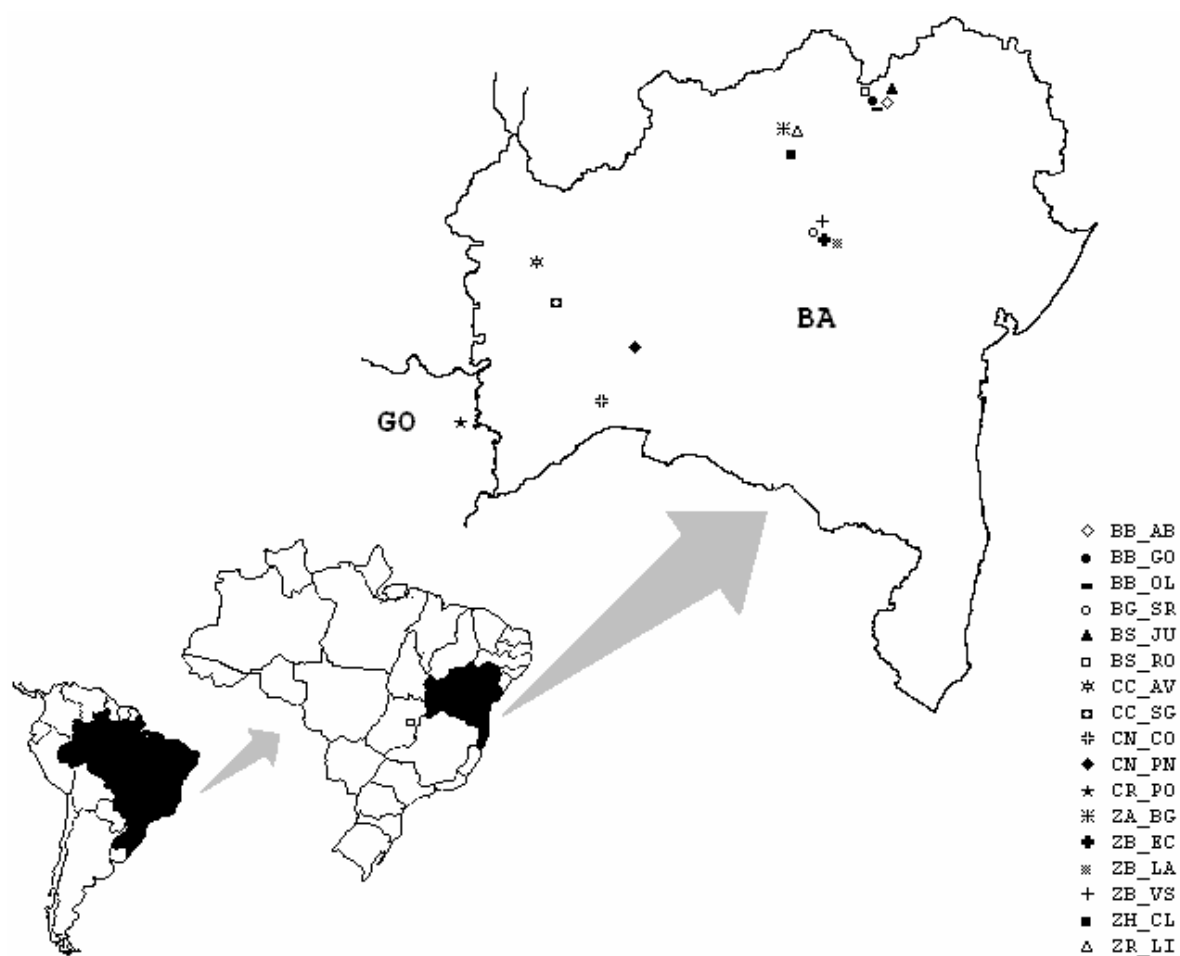 BA
GO
BB_AB
BB_GO
BB_OL
BG_SR
BS_JU
BS_RO
CC_AV
CC_SG
CN_CO
CN_PN
CR_PO
ZA_BG
ZB_EC
ZB_LA
ZB_VS
ZH_CL
ZR_LI